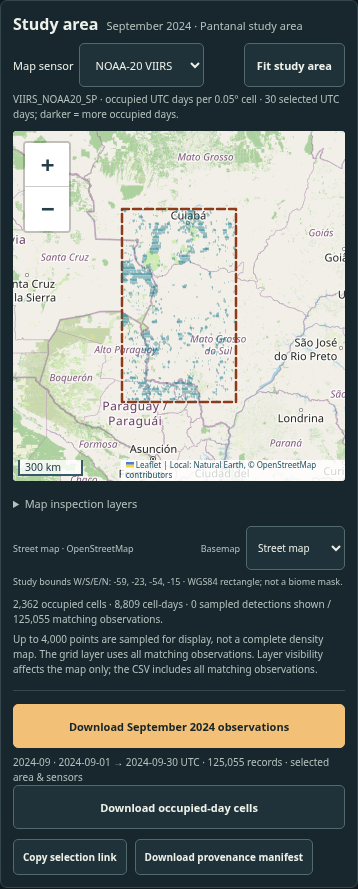 Study area September 2024 · Pantanal study area
Map sensor NOAA-20 VIIRS Fit study area
VIIRS_NOAA20_SP · occupied UTC days per 0.05° cell · 30 selected UTC
days; darker = more occupied days.
+
−
Mato Grosso
Cuiabá
Goiás
via
Santa Cruz
Goiâ
nta Cruz
la Sierra
U
Alto Paraguay
Mato Grosso
do Sul
São José
do Rio Preto
Boquerón
Paraguay /
Paraguái
Londrina
Formosa
Paraná
Asunción
300 km
Leaflet | Local: Natural Earth, © OpenStreetMap
contributors
Chaco
Ciudad del
Curi
▶ Map inspection layers
Street map · OpenStreetMap Basemap Street map
Study bounds W/S/E/N: -59, -23, -54, -15 · WGS84 rectangle; not a biome mask.
2,362 occupied cells · 8,809 cell-days · 0 sampled detections shown /
125,055 matching observations.
Up to 4,000 points are sampled for display, not a complete density
map. The grid layer uses all matching observations. Layer visibility
affects the map only; the CSV includes all matching observations.
Download September 2024 observations
2024-09 · 2024-09-01 → 2024-09-30 UTC · 125,055 records · selected
area & sensors
Download occupied-day cells
Copy selection link Download provenance manifest